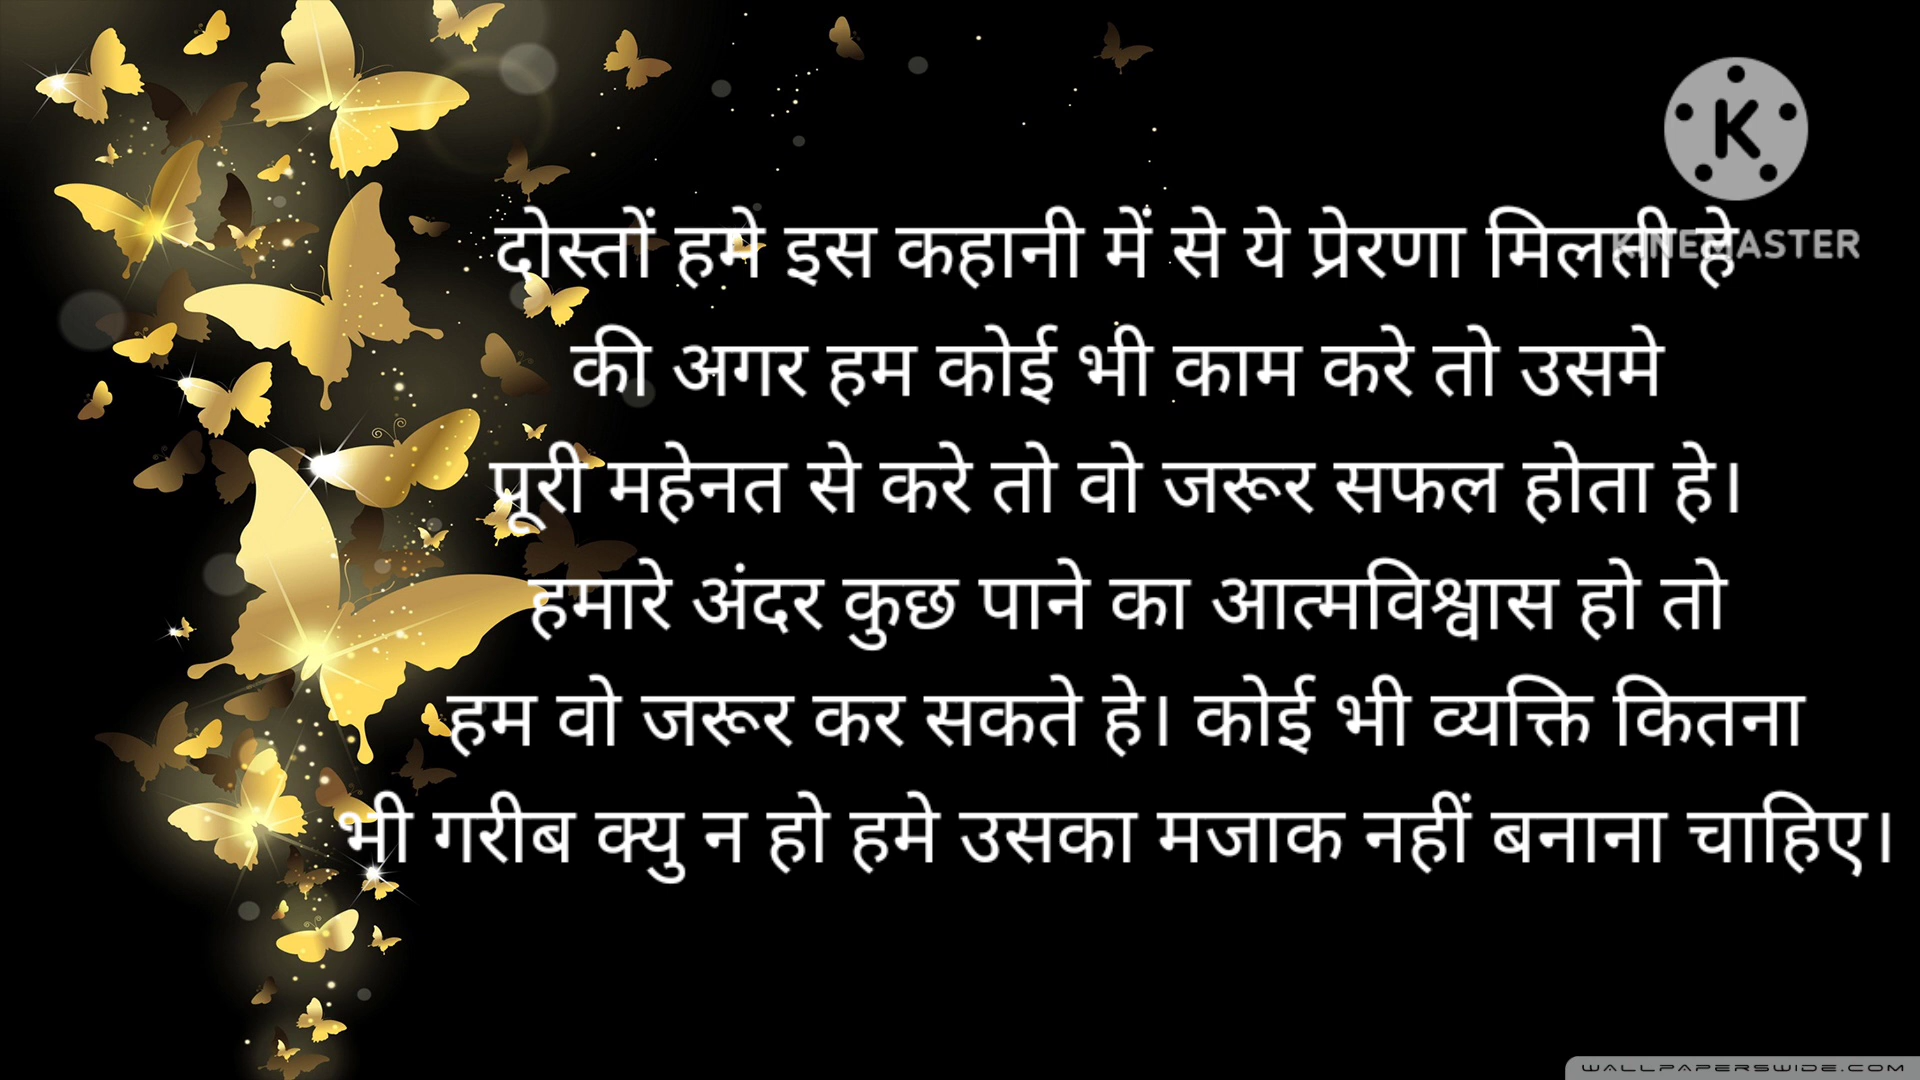 दोस्तों हमे इस कहानी में से ये प्रेरणा मिलती हे
की अगर हम कोई भी काम करे तो उसमे
पूरी महेनत से करे तो वो जरूर सफल होता हे।
हमारे अंदर कुछ पाने का आत्मविश्वास हो तो
हम वो जरूर कर सकते हे। कोई भी व्यक्ति कितना
भी गरीब क्यु न हो हमे उसका मजाक नहीं बनाना चाहिए।
K
KINEMASTER
WALLPAPERSWIDE.COM